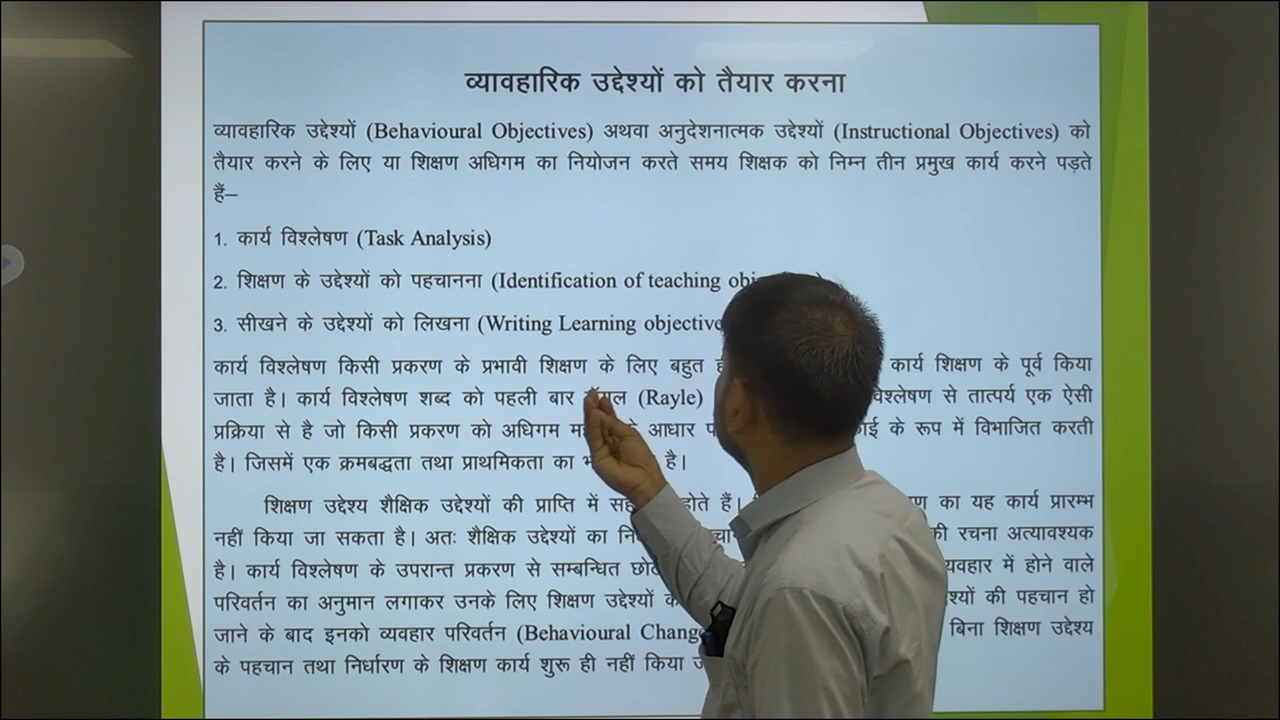 व्यावहारिक उद्देश्यों को तैयार करना
व्यावहारिक उद्देश्यों (Behavioural Objectives) अथवा अनुदेशनात्मक उद्देश्यों (Instructional Objectives) को
तैयार करने के लिए या शिक्षण अधिगम का नियोजन करते समय शिक्षक को निम्न तीन प्रमुख कार्य करने पड़ते
हैं–
1. कार्य विश्लेषण (Task Analysis)
2. शिक्षण के उद्देश्यों को पहचानना (Identification of teaching
3. सीखने के उद्देश्यों को लिखना (Writing Learning
कार्य विश्लेषण किसी प्रकरण के प्रभावी शिक्षण के लिए बहुत कार्य शिक्षण के पूर्व किया
जाता है। कार्य विश्लेषण शब्द को पहली बार (Rayle) से तात्पर्य एक ऐसी
प्रक्रिया से है जो किसी प्रकरण को अधिगम आधार के रूप में विभाजित करती
है। जिसमें एक क्रमबद्धता तथा प्राथमिकता का है।
शिक्षण उद्देश्य शैक्षिक उद्देश्यों की प्राप्ति में होते हैं। का यह कार्य प्रारम्भ
नहीं किया जा सकता है। अतः शैक्षिक उद्देश्यों का की रचना अत्यावश्यक
है। कार्य विश्लेषण के उपरान्त प्रकरण से सम्बन्धित में होने वाले
परिवर्तन का अनुमान लगाकर उनके लिए शिक्षण उद्देश्यों की पहचान हो
जाने के बाद इनको व्यवहार परिवर्तन (Behavioural बिना शिक्षण उद्देश्य
के पहचान तथा निर्धारण के शिक्षण कार्य शुरू ही नहीं किया